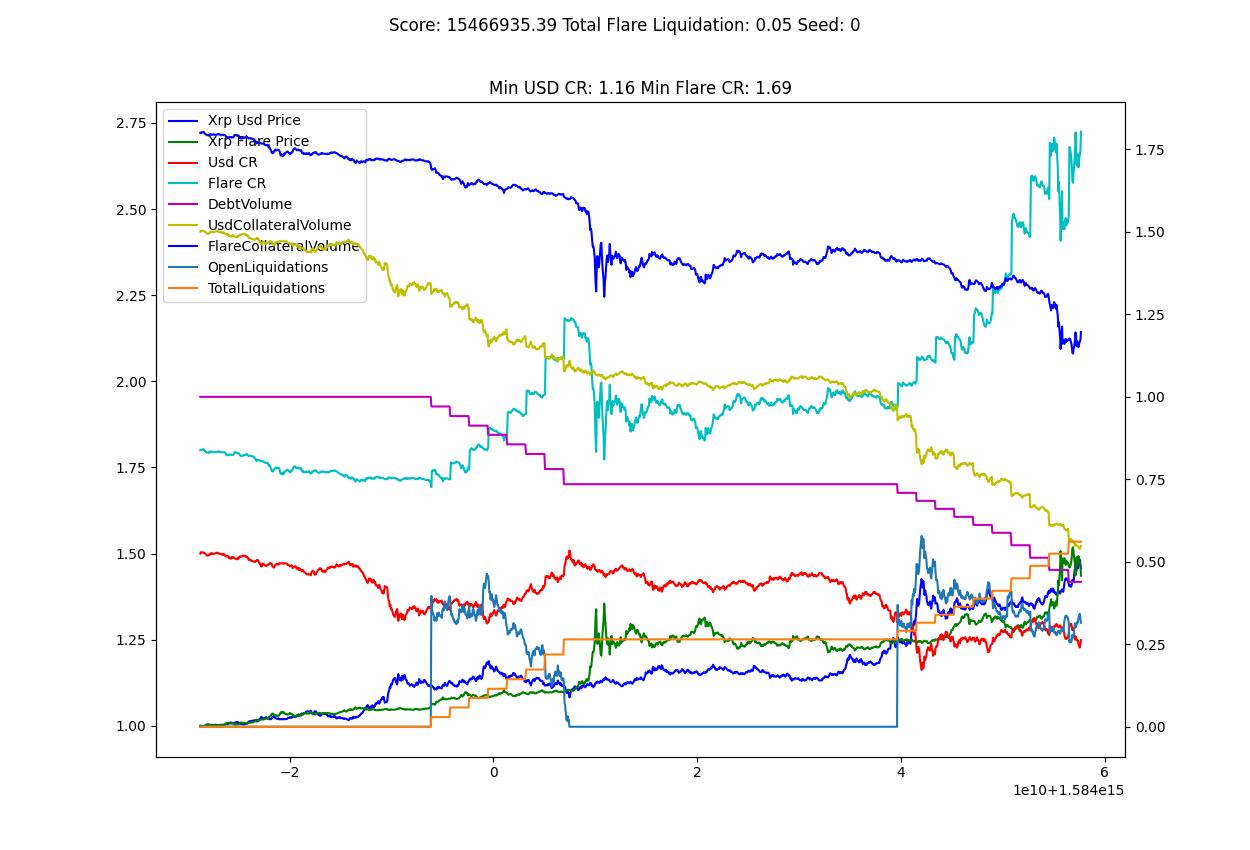 Score: 15466935.39 Total Flare Liquidation: 0.05 Seed: 0
Min USD CR: 1.16 Min Flare CR: 1.69
Xrp Usd Price
Xrp Flare Price
Usd CR
Flare CR
DebtVolume
UsdCollateralVolume
FlareCollateralVolume
OpenLiquidations
TotalLiquidations
2.75
2.50
2.25
2.00
1.75
1.50
1.25
1.00
1.75
1.50
1.25
1.00
0.75
0.50
0.25
0.00
−2
0
2
4
6
1e10+1.584e15